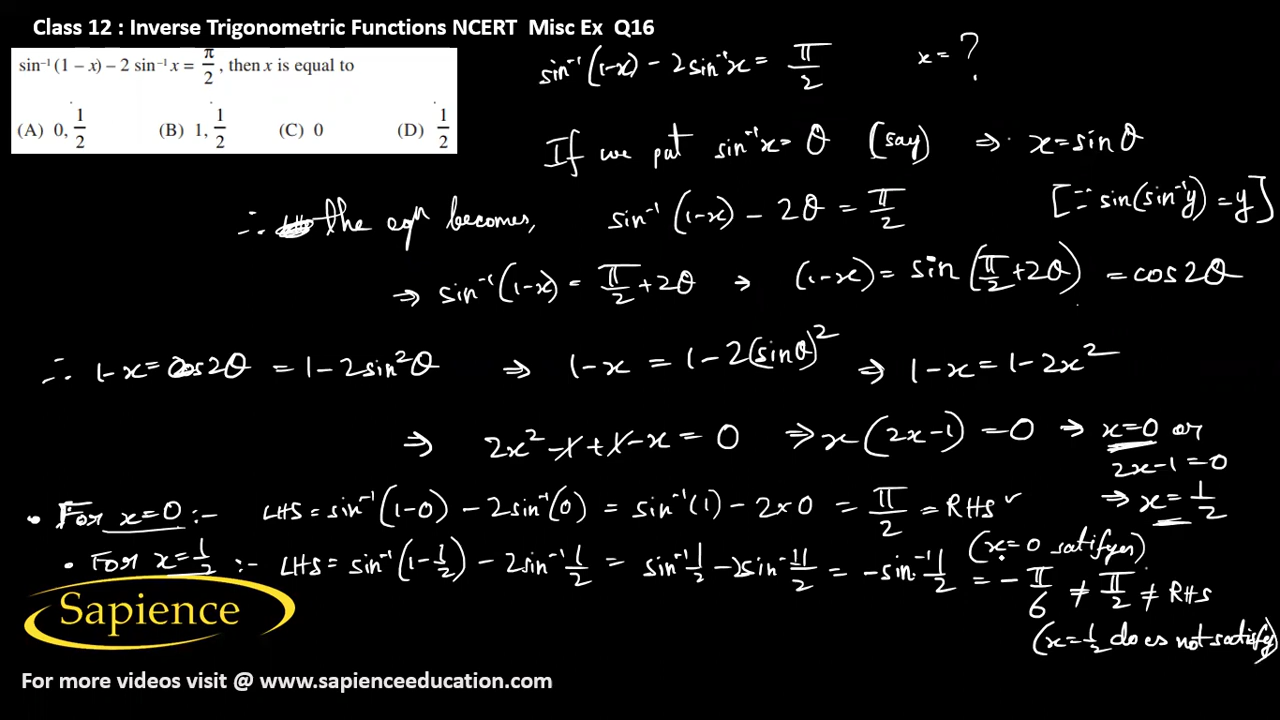 Class 12 : Inverse Trigonometric Functions NCERT Misc Ex Q16
sin⁻¹ (1 – x) – 2 sin⁻¹ x = π/2 , then x is equal to
(A) 0, 1/2 (B) 1, 1/2 (C) 0 (D) 1/2
sin⁻¹(1-x) - 2sin⁻¹x = π/2 x = ?
If we put sin⁻¹x = θ (say) ⇒ x = sinθ
[∵ sin(sin⁻¹y) = y]
∴ the eqn becomes, sin⁻¹(1-x) - 2θ = π/2
⇒ sin⁻¹(1-x) = π/2 + 2θ ⇒ (1-x) = sin(π/2 + 2θ) = cos2θ
∴ 1-x = cos2θ = 1 - 2sin²θ ⇒ 1-x = 1-2(sinθ)² ⇒ 1-x = 1-2x²
⇒ 2x² - 1 + 1 - x = 0 ⇒ x(2x-1) = 0 ⇒ x=0 or
2x-1 = 0
⇒ x = 1/2
• For x=0 :- LHS = sin⁻¹(1-0) - 2sin⁻¹(0) = sin⁻¹(1) - 2×0 = π/2 = RHS ✓
(x=0 satisfyes)
• For x=1/2 :- LHS = sin⁻¹(1-1/2) - 2sin⁻¹1/2 = sin⁻¹1/2 - 2sin⁻¹1/2 = -sin⁻¹1/2 = -π/6 ≠ π/2 ≠ RHS
(x=1/2 does not satisfy)
Sapience
For more videos visit @ www.sapienceeducation.com